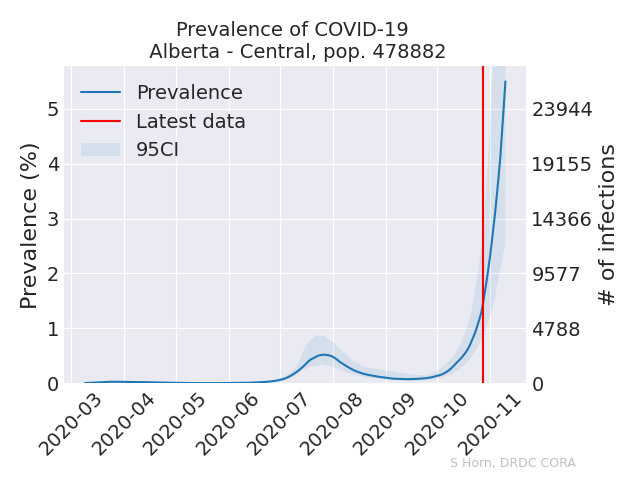 Prevalence of COVID-19
Alberta - Central, pop. 478882
Prevalence
Latest data
95CI
Prevalence (%)
5
4
3
2
1
0
23944
19155
14366
9577
4788
0
# of infections
2020-03
2020-04
2020-05
2020-06
2020-07
2020-08
2020-09
2020-10
2020-11
S Horn, DRDC CORA